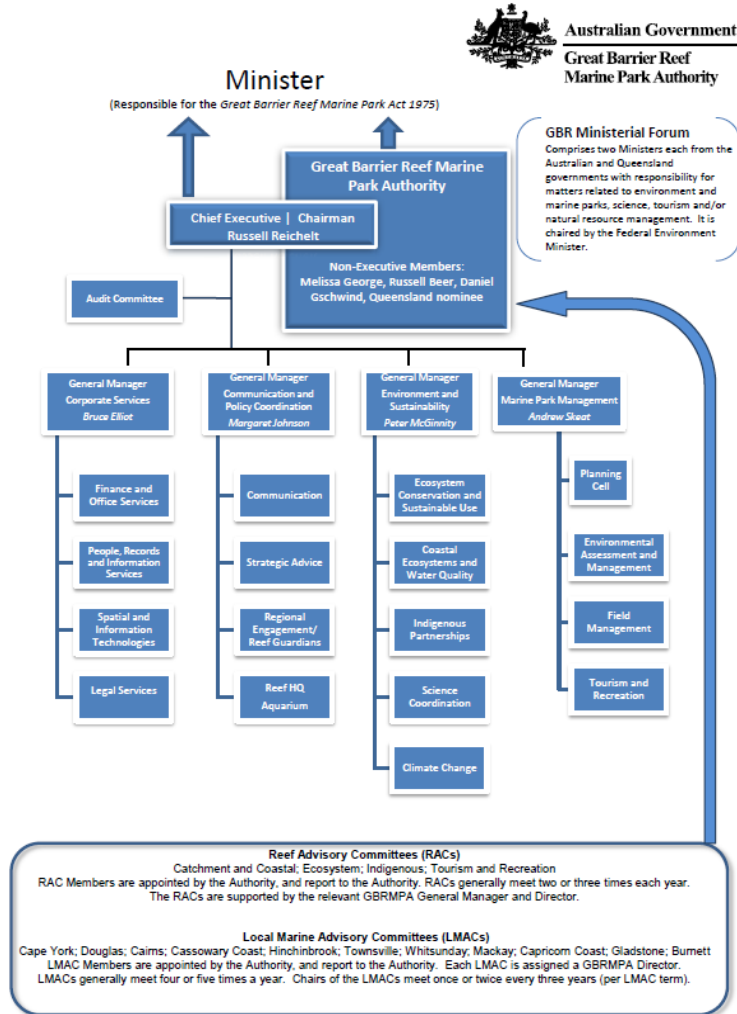 Australian Government
Great Barrier Reef
Marine Park Authority
Minister
(Responsible for the Great Barrier Reef Marine Park Act 1975)
GBR Ministerial Forum
Comprises two Ministers each from the
Australian and Queensland
governments with responsibility for
matters related to environment and
marine parks, science, tourism and/or
natural resource management. It is
chaired by the Federal Environment
Minister.
Great Barrier Reef Marine
Park Authority
Chief Executive | Chairman
Russell Reichelt
Non-Executive Members:
Melissa George, Russell Beer, Daniel
Gschwind, Queensland nominee
Audit Committee
General Manager
Corporate Services
Bruce Elliot
General Manager
Communication and
Policy Coordination
Margaret Johnson
General Manager
Environment and
Sustainability
Peter McGinnity
General Manager
Marine Park Management
Andrew Skeat
Finance and
Office Services
People, Records
and Information
Services
Spatial and
Information
Technologies
Legal Services
Communication
Strategic Advice
Regional
Engagement/
Reef Guardians
Reef HQ
Aquarium
Ecosystem
Conservation and
Sustainable Use
Coastal
Ecosystems and
Water Quality
Indigenous
Partnerships
Science
Coordination
Climate Change
Planning
Cell
Environmental
Assessment and
Management
Field
Management
Tourism and
Recreation
Reef Advisory Committees (RACs)
Catchment and Coastal; Ecosystem; Indigenous; Tourism and Recreation
RAC Members are appointed by the Authority, and report to the Authority. RACs generally meet two or three times each year.
The RACs are supported by the relevant GBRMPA General Manager and Director.
Local Marine Advisory Committees (LMACs)
Cape York; Douglas; Cairns; Cassowary Coast; Hinchinbrook; Townsville; Whitsunday; Mackay; Capricorn Coast; Gladstone; Burnett
LMAC Members are appointed by the Authority, and report to the Authority. Each LMAC is assigned a GBRMPA Director.
LMACs generally meet four or five times a year. Chairs of the LMACs meet once or twice every three years (per LMAC term).